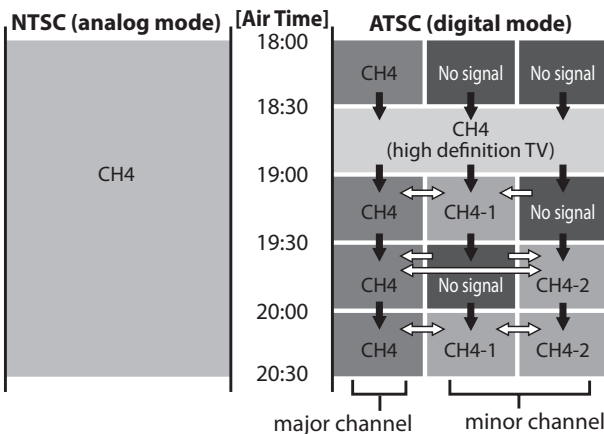 NTSC (analog mode) [Air Time] ATSC (digital mode)
18:00
CH4 No signal No signal
18:30
CH4
(high definition TV)
CH4
19:00
CH4 CH4-1 No signal
19:30
CH4 No signal CH4-2
20:00
CH4 CH4-1 CH4-2
20:30
major channel minor channel